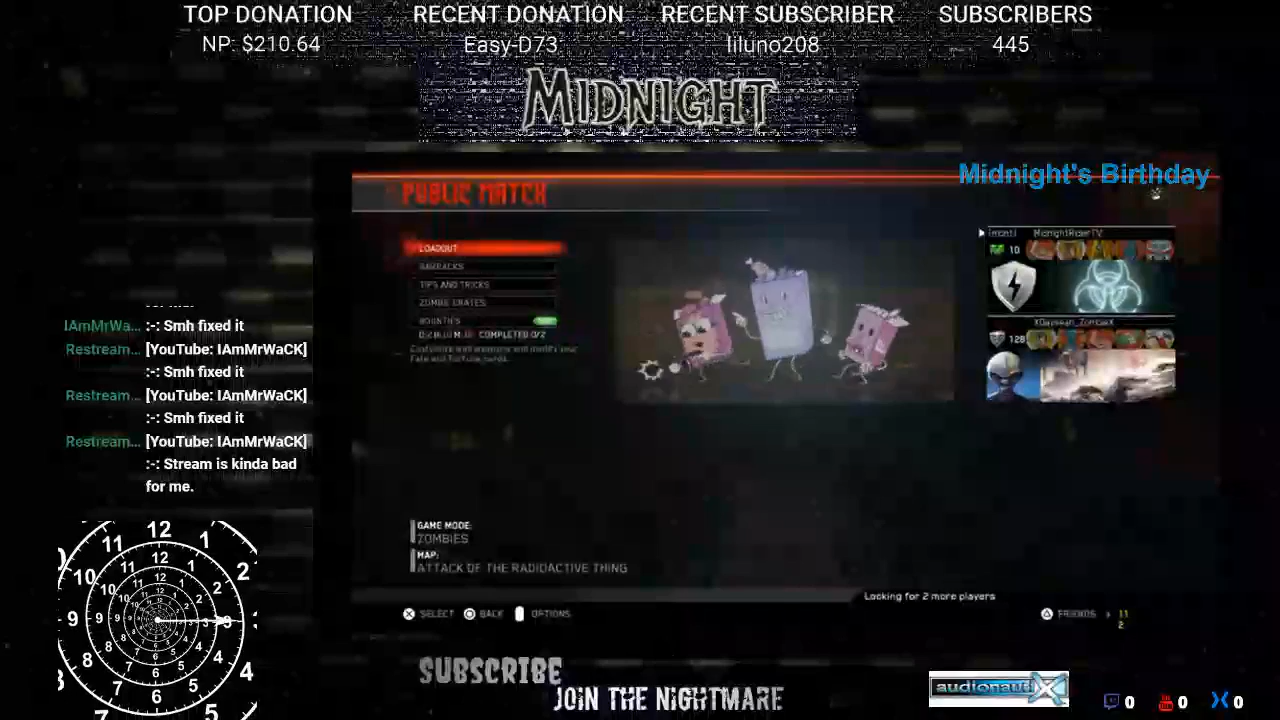 TOP DONATION
NP: $210.64
RECENT DONATION
Easy-D73
RECENT SUBSCRIBER
liluno208
SUBSCRIBERS
445
MIDNIGHT
Midnight's Birthday
PUBLIC MATCH
LOADOUT
TIPS AND TRICKS
ZOMBIE CRATES
COMPLETED 0/2
MidnightRiderTV
10
128
IAmMrWa... :-: Smh fixed it
Restream... [YouTube: IAmMrWaCK]
:-: Smh fixed it
Restream... [YouTube: IAmMrWaCK]
:-: Smh fixed it
Restream... [YouTube: IAmMrWaCK]
:-: Stream is kinda bad
for me.
GAME MODE:
ZOMBIES
MAP:
ATTACK OF THE RADIOACTIVE THING
Looking for 2 more players
SELECT BACK OPTIONS
FRIENDS 11
2
SUBSCRIBE
JOIN THE NIGHTMARE
audionautix
0 0 0